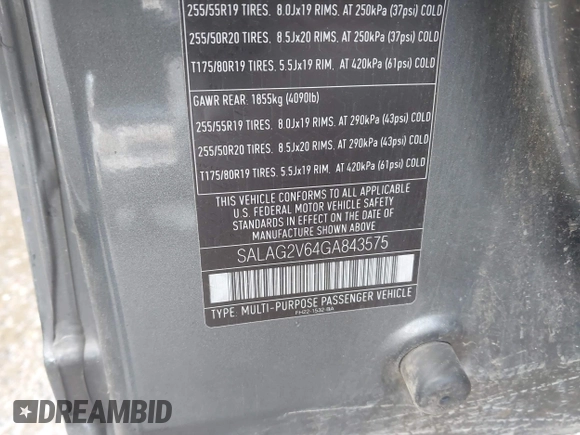 255/55R19 TIRES. 8.0Jx19 RIMS. AT 250kPa (37psi) COLD
255/50R20 TIRES. 8.5Jx20 RIMS. AT 250kPa (37psi) COLD
T175/80R19 TIRES. 5.5Jx19 RIM. AT 420kPa (61psi) COLD
GAWR REAR: 1855kg (4090lb)
255/55R19 TIRES. 8.0Jx19 RIMS. AT 290kPa (43psi) COLD
255/50R20 TIRES. 8.5Jx20 RIMS. AT 290kPa (43psi) COLD
T175/80R19 TIRES. 5.5Jx19 RIM. AT 420kPa (61psi) COLD
THIS VEHICLE CONFORMS TO ALL APPLICABLE
U.S. FEDERAL MOTOR VEHICLE SAFETY
STANDARDS IN EFFECT ON THE DATE OF
MANUFACTURE SHOWN ABOVE.
SALAG2V64GA843575
TYPE: MULTI-PURPOSE PASSENGER VEHICLE
FH22-1532-BA
DREAMBID